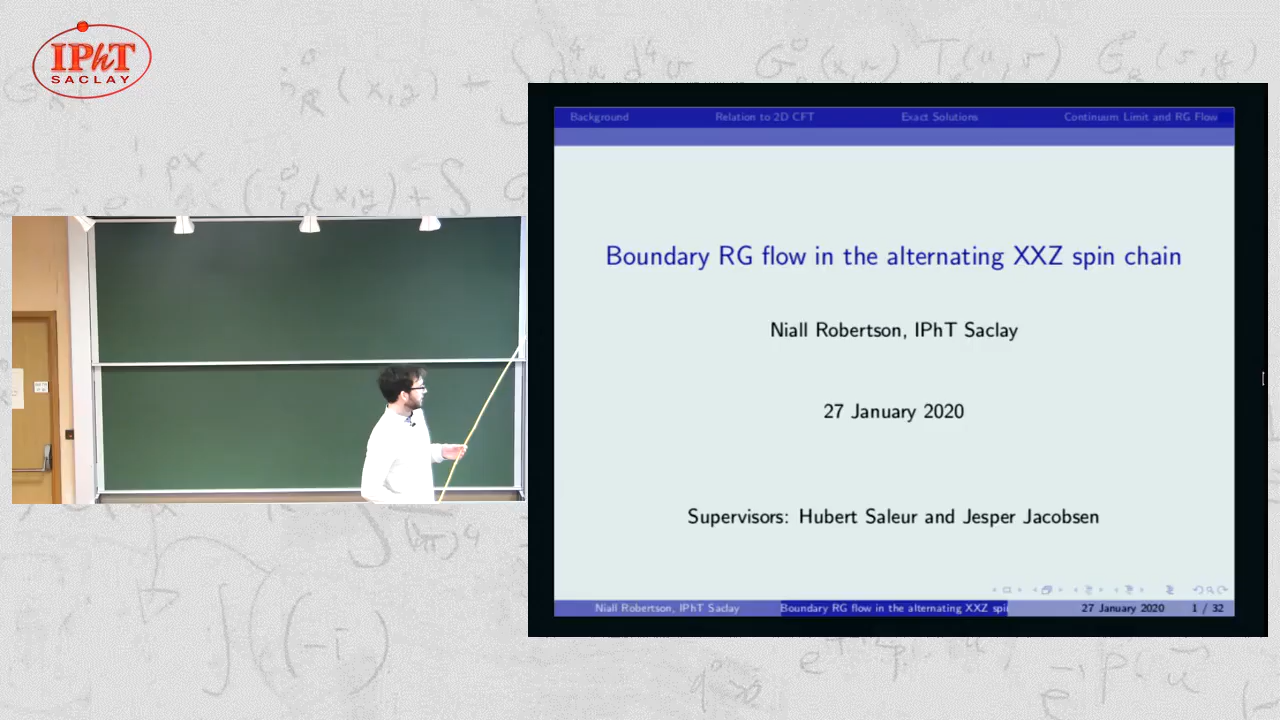 IPhT
SACLAY
Background Relation to 2D CFT Exact Solutions Continuum Limit and RG Flow
Boundary RG flow in the alternating XXZ spin chain
Niall Robertson, IPhT Saclay
27 January 2020
Supervisors: Hubert Saleur and Jesper Jacobsen
Niall Robertson, IPhT Saclay Boundary RG flow in the alternating XXZ spi 27 January 2020 1 / 32